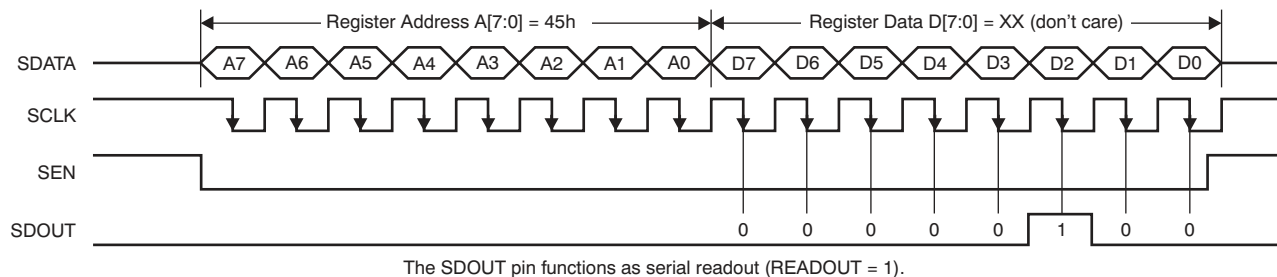 Register Address A[7:0] = 45h Register Data D[7:0] = XX (don't care)
SDATA A7 A6 A5 A4 A3 A2 A1 A0 D7 D6 D5 D4 D3 D2 D1 D0
SCLK
SEN
SDOUT 0 0 0 0 0 1 0 0
The SDOUT pin functions as serial readout (READOUT = 1).